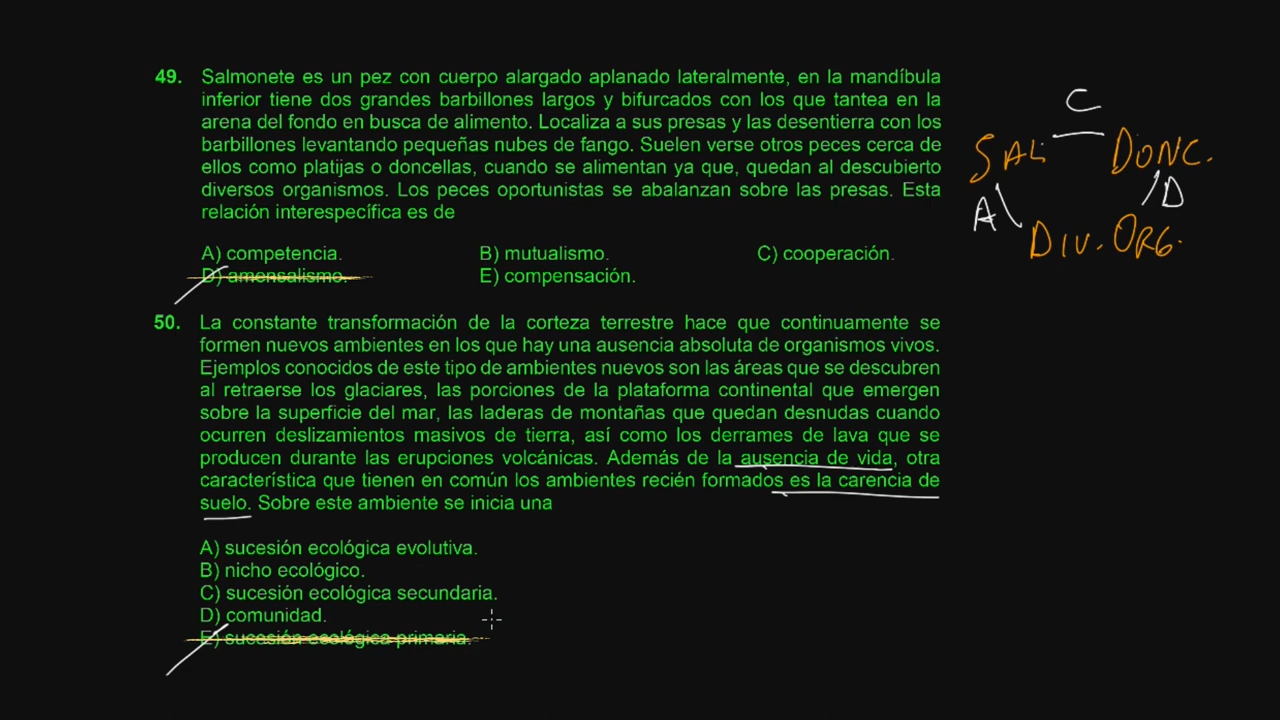 49. Salmonete es un pez con cuerpo alargado aplanado lateralmente, en la mandíbula
inferior tiene dos grandes barbillones largos y bifurcados con los que tantea en la
arena del fondo en busca de alimento. Localiza a sus presas y las desentierra con los
barbillones levantando pequeñas nubes de fango. Suelen verse otros peces cerca de
ellos como platijas o doncellas, cuando se alimentan ya que, quedan al descubierto
diversos organismos. Los peces oportunistas se abalanzan sobre las presas. Esta
relación interespecífica es de
A) competencia. B) mutualismo. C) cooperación.
D) amensalismo. E) compensación.
C
SAL DONC.
A D
DIV. ORG.
50. La constante transformación de la corteza terrestre hace que continuamente se
formen nuevos ambientes en los que hay una ausencia absoluta de organismos vivos.
Ejemplos conocidos de este tipo de ambientes nuevos son las áreas que se descubren
al retraerse los glaciares, las porciones de la plataforma continental que emergen
sobre la superficie del mar, las laderas de montañas que quedan desnudas cuando
ocurren deslizamientos masivos de tierra, así como los derrames de lava que se
producen durante las erupciones volcánicas. Además de la ausencia de vida, otra
característica que tienen en común los ambientes recién formados es la carencia de
suelo. Sobre este ambiente se inicia una
A) sucesión ecológica evolutiva.
B) nicho ecológico.
C) sucesión ecológica secundaria.
D) comunidad.
E) sucesión ecológica primaria.